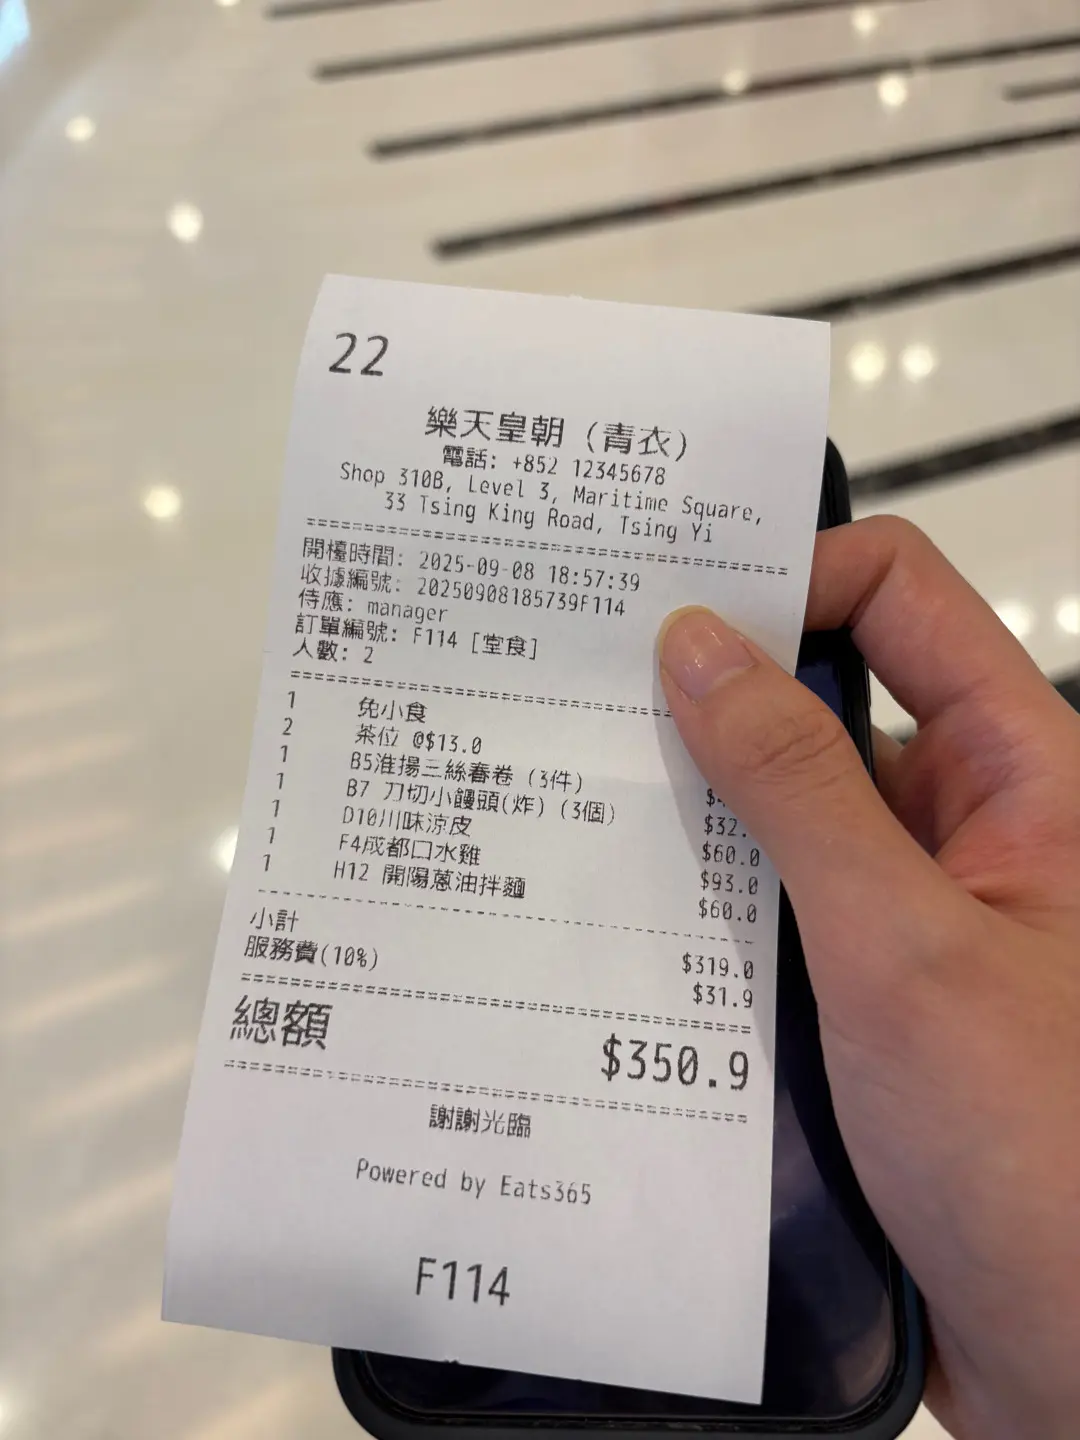 22
樂天皇朝 (青衣)
電話: +852 12345678
Shop 310B, Level 3, Maritime Square,
33 Tsing King Road, Tsing Yi
開檯時間: 2025-09-08 18:57:39
收據編號: 20250908185739F114
侍應: manager
訂單編號: F114 [堂食]
人數: 2
1 免小食
2 茶位 @$13.0
1 B5淮揚三絲春卷 (3件)
1 B7 刀切小饅頭(炸) (3個) $32.
1 D10川味涼皮 $60.0
1 F4成都口水雞 $93.0
1 H12 開陽蔥油拌麵 $60.0
小計 $319.0
服務費(10%) $31.9
總額 $350.9
謝謝光臨
Powered by Eats365
F114